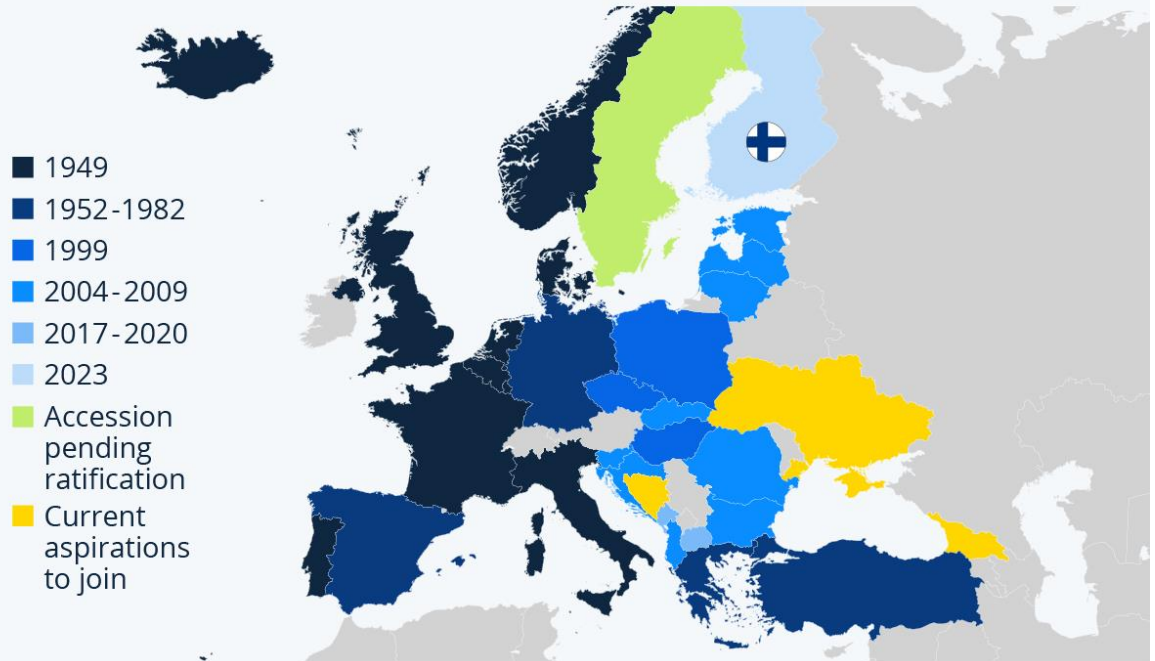 1949
1952-1982
1999
2004-2009
2017-2020
2023
Accession
pending
ratification
Current
aspirations
to join